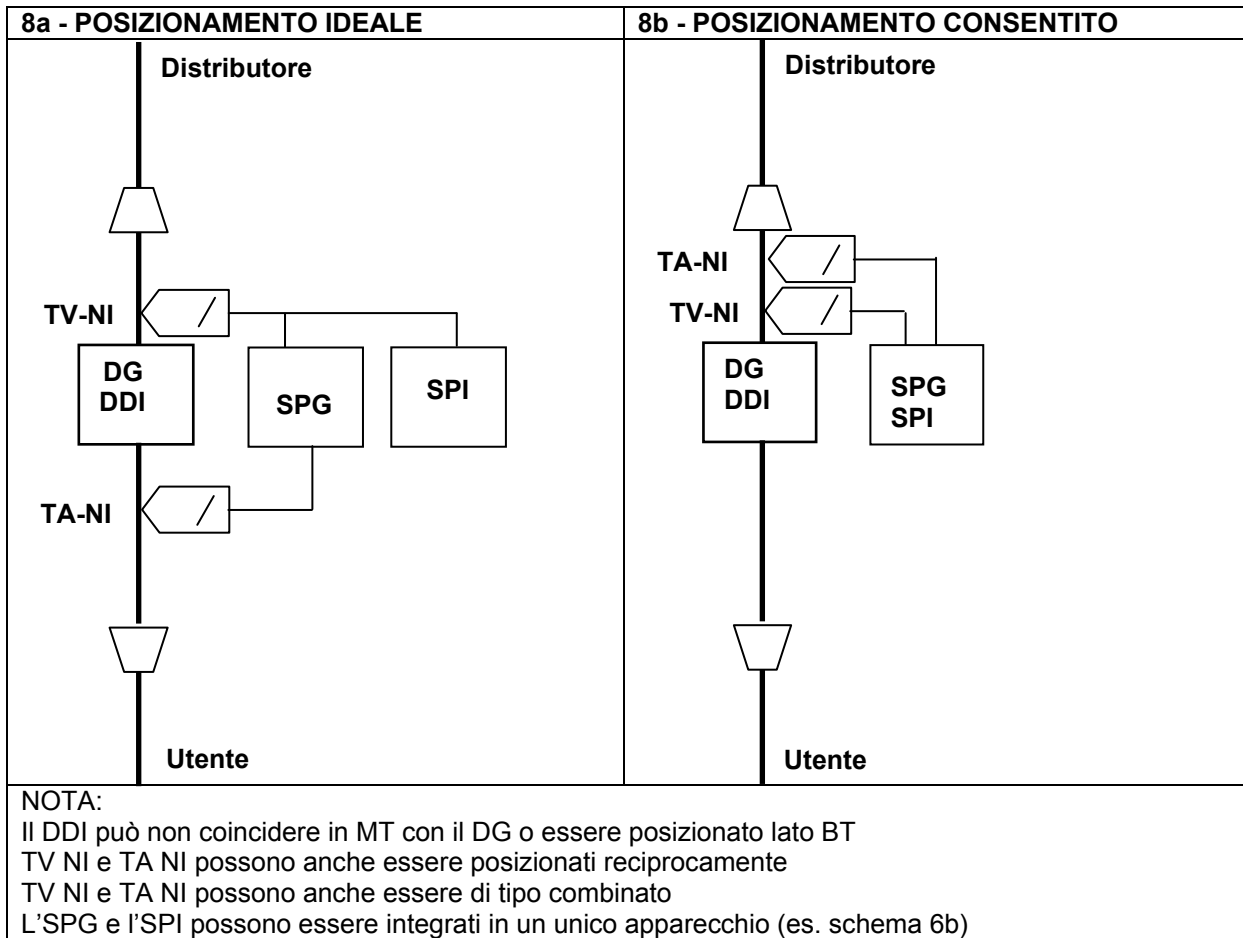 8a - POSIZIONAMENTO IDEALE
Distributore
TV-NI
DG
DDI
SPG
SPI
TA-NI
Utente
8b - POSIZIONAMENTO CONSENTITO
Distributore
TA-NI
TV-NI
DG
DDI
SPG
SPI
Utente
NOTA:
Il DDI può non coincidere in MT con il DG o essere posizionato lato BT
TV NI e TA NI possono anche essere posizionati reciprocamente
TV NI e TA NI possono anche essere di tipo combinato
L'SPG e l'SPI possono essere integrati in un unico apparecchio (es. schema 6b)